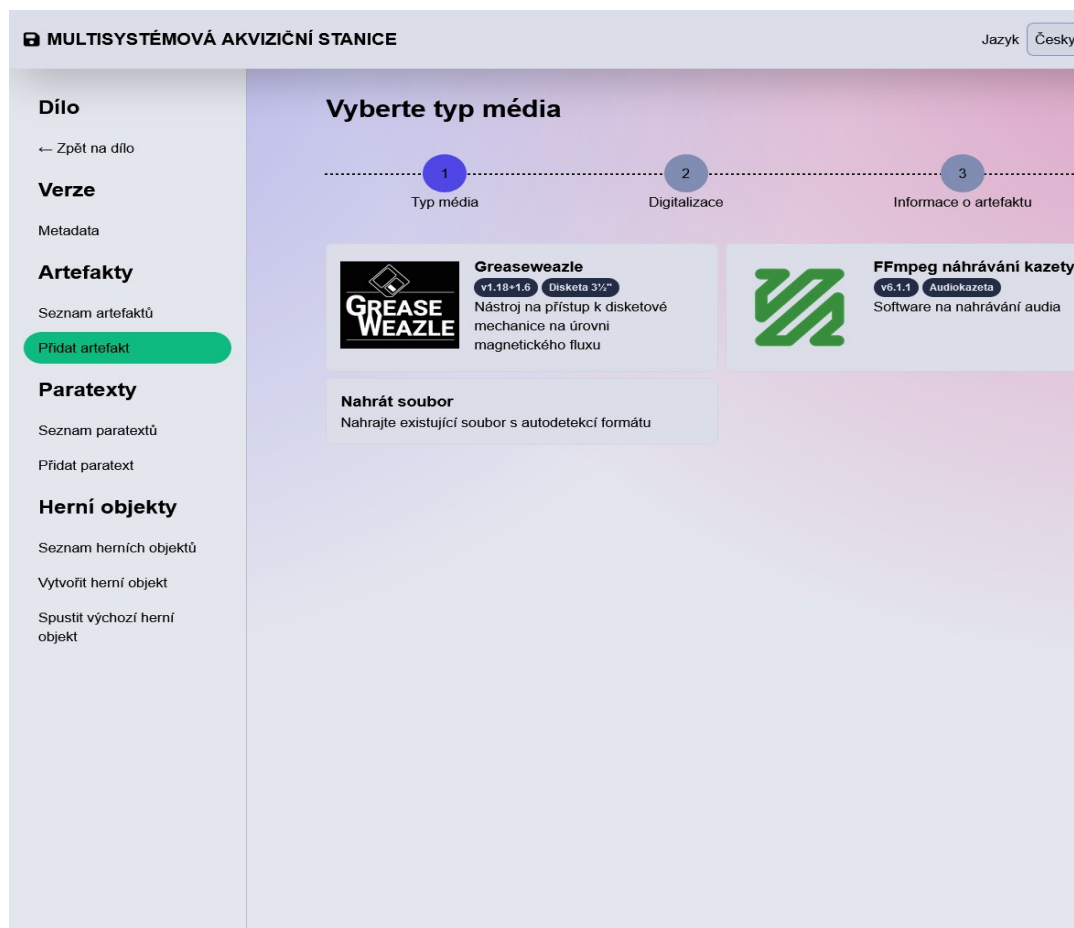 MULTISYSTÉMOVÁ AKVIZIČNÍ STANICE
Jazyk
Česky
Dílo
← Zpět na dílo
Verze
Metadata
Artefakty
Seznam artefaktů
Přidat artefakt
Paratexty
Seznam paratextů
Přidat paratext
Herní objekty
Seznam herních objektů
Vytvořit herní objekt
Spustit výchozí herní
objekt
Vyberte typ média
1
Typ média
2
Digitalizace
3
Informace o artefaktu
GREASE
WEAZLE
Greaseweazle
v1.18+1.6 Disketa 3½"
Nástroj na přístup k disketové
mechanice na úrovni
magnetického fluxu
FFmpeg náhrávání kazety
v6.1.1 Audiokazeta
Software na nahrávání audia
Nahrát soubor
Nahrajte existující soubor s autodetekcí formátu